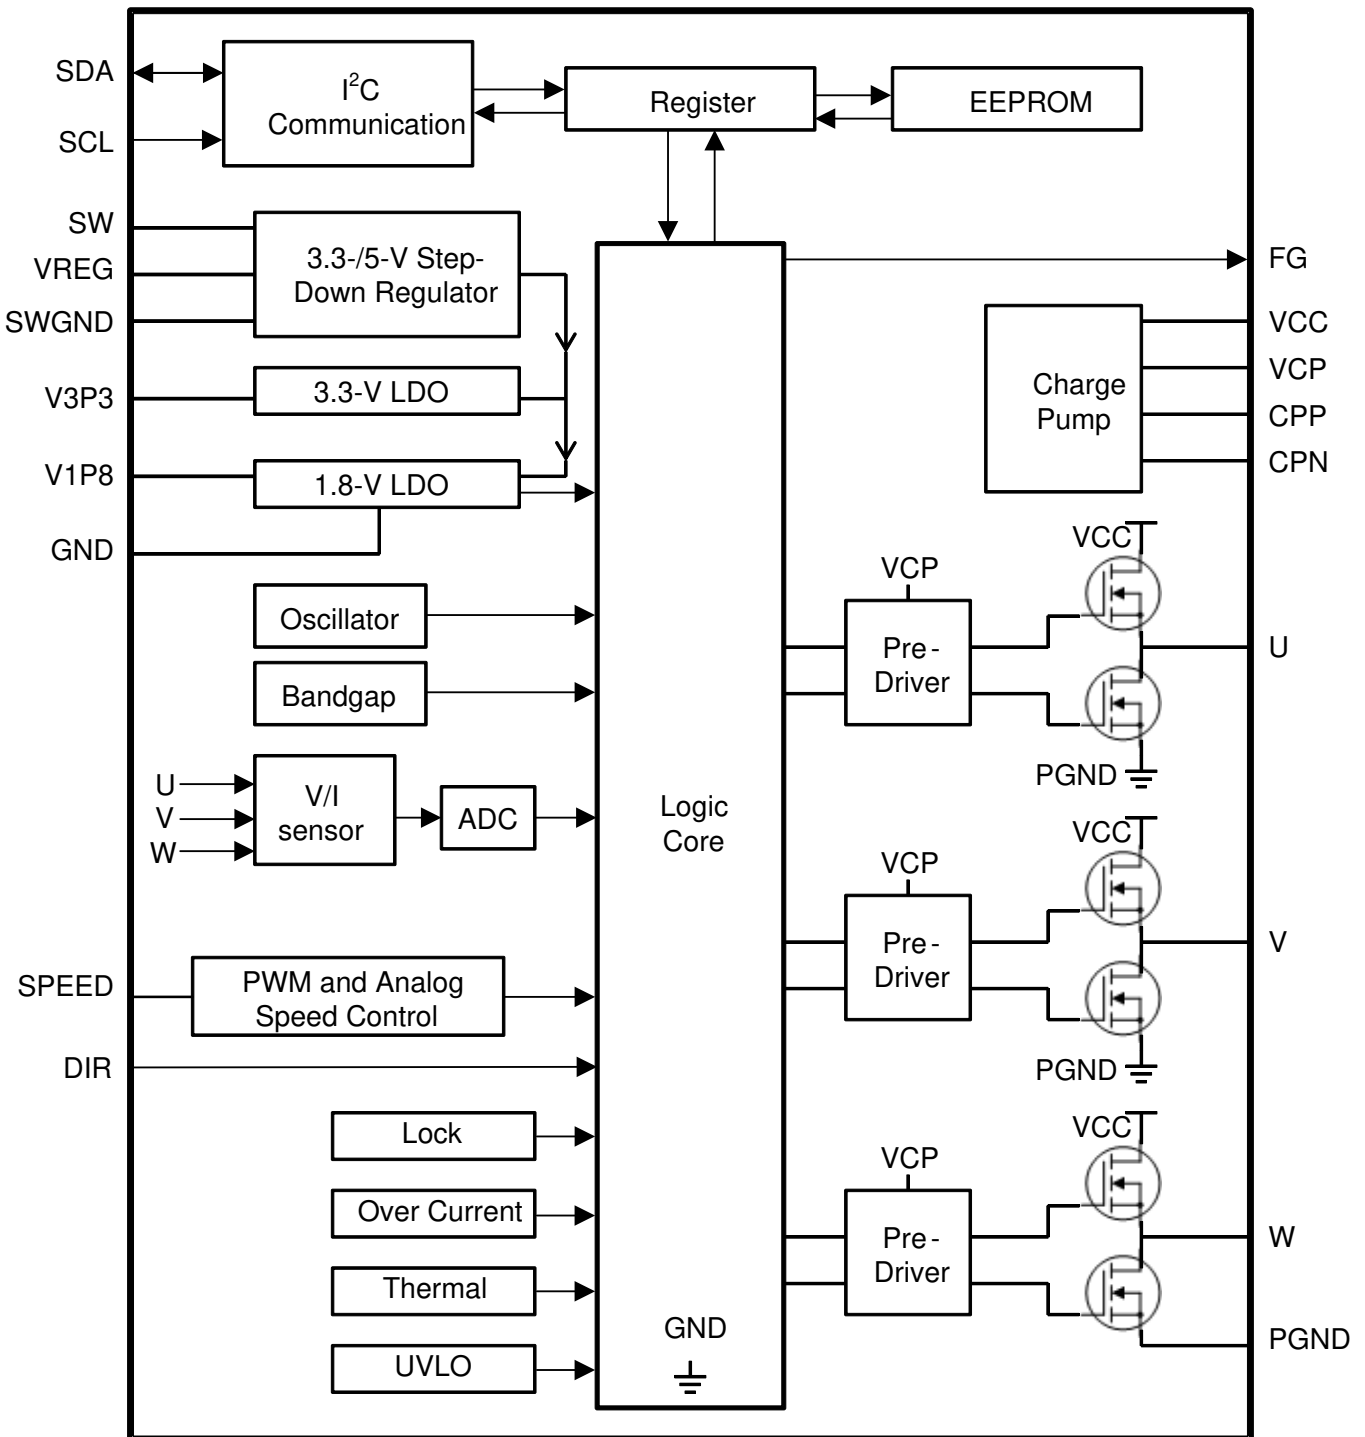 SDA
SCL
I²C
Communication
Register
EEPROM
SW
VREG
SWGND
3.3-/5-V Step-
Down Regulator
V3P3
3.3-V LDO
V1P8
1.8-V LDO
GND
Oscillator
Bandgap
U
V
W
V/I
sensor
ADC
SPEED
PWM and Analog
Speed Control
DIR
Lock
Over Current
Thermal
UVLO
Logic
Core
GND
FG
Charge
Pump
VCC
VCP
CPP
CPN
VCP
Pre-
Driver
VCC
U
PGND
VCP
Pre-
Driver
VCC
V
PGND
VCP
Pre-
Driver
VCC
W
PGND